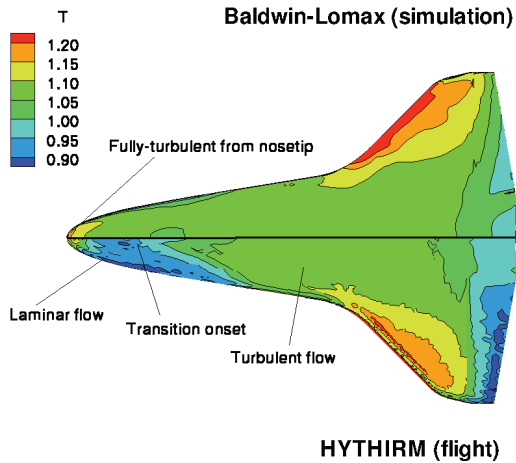 Baldwin-Lomax (simulation)
T
1.20
1.15
1.10
1.05
1.00
0.95
0.90
Fully-turbulent from nosetip
Laminar flow
Transition onset
Turbulent flow
HYTHIRM (flight)